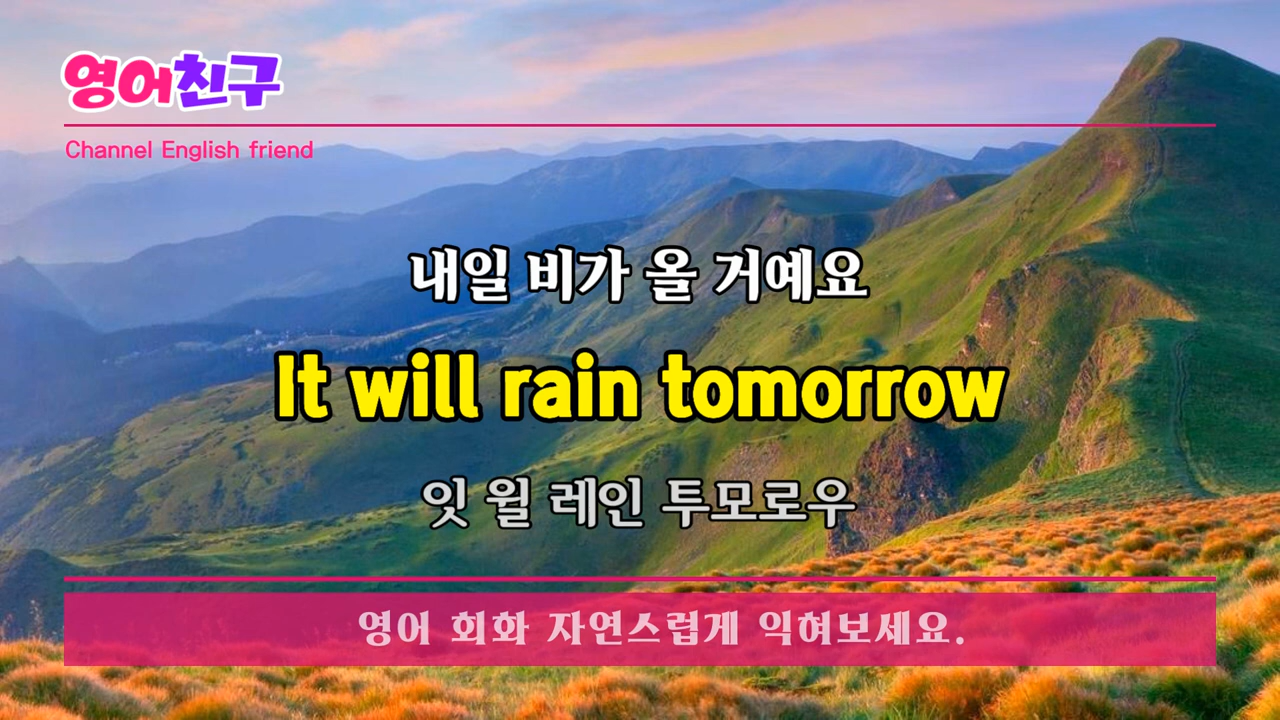 영어친구
Channel English friend
내일 비가 올 거예요
It will rain tomorrow
잇 윌 레인 투모로우
영어 회화 자연스럽게 익혀보세요.